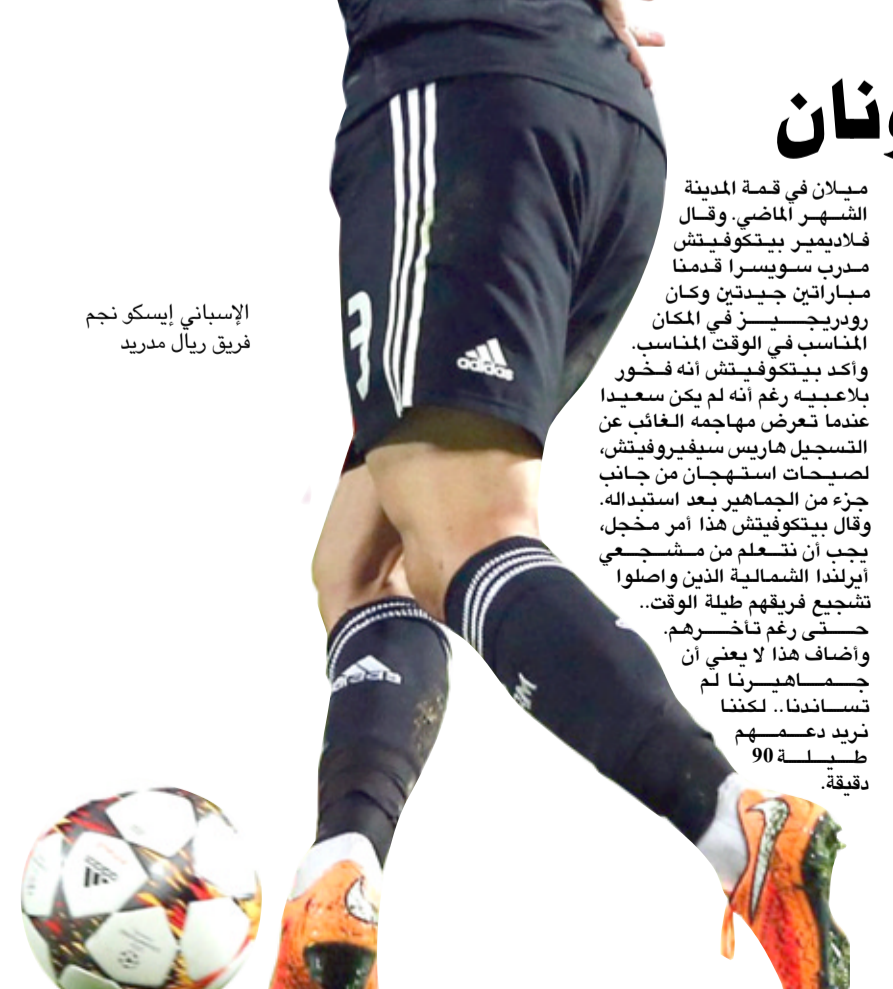 ميلان في قمة المدينة
الشهر الماضي. وقال
فلاديمير بيتكوفيتش
مدرب سويسرا قدمنا
مباراتين جيدتين وكان
رودريجيز في المكان
المناسب في الوقت المناسب.
وأكد بيتكوفيتش أنه فخور
بلاعبيه رغم أنه لم يكن سعيدا
عندما تعرض مهاجمه الغائب عن
التسجيل هاريس سيفيروفيتش،
لصيحات استهجان من جانب
جزء من الجماهير بعد استبداله.
وقال بيتكوفيتش هذا أمر مخجل،
يجب أن نتعلم من مشجعي
أيرلندا الشمالية الذين واصلوا
تشجيع فريقهم طيلة الوقت..
حتى رغم تأخرهم.
وأضاف هذا لا يعني أن
جماهيرنا لم
تساندنا.. لكننا
نريد دعمهم
طيلة 90
دقيقة.
الإسباني إيسكو نجم
فريق ريال مدريد
adidas
adidas
adidas